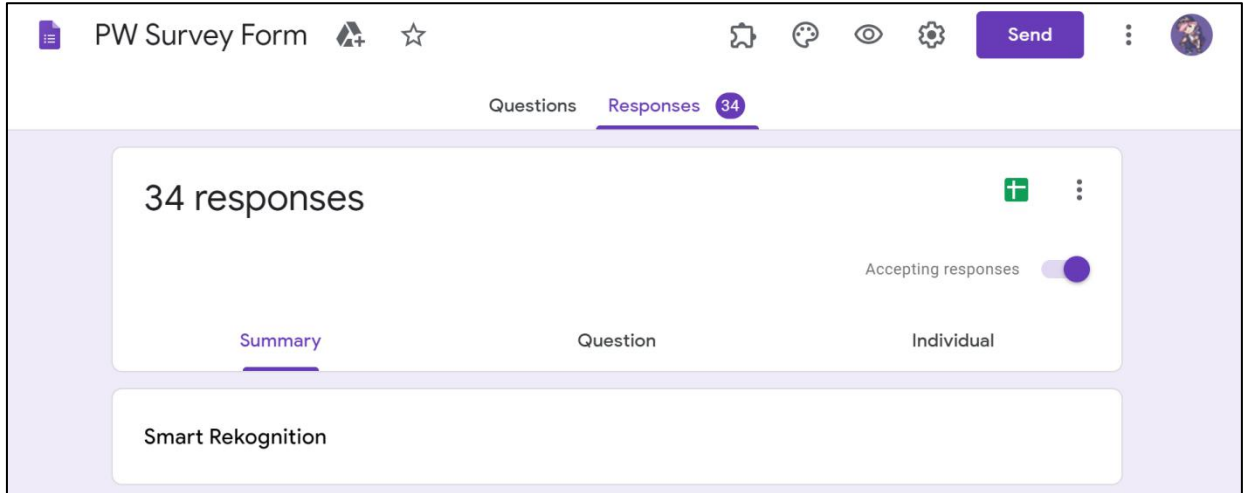 PW Survey Form
Send
Questions Responses 34
34 responses
Accepting responses
Summary Question Individual
Smart Rekognition